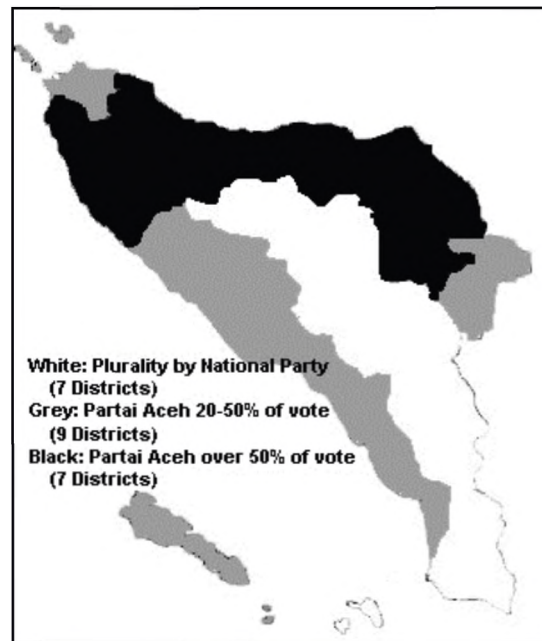 White: Plurality by National Party
(7 Districts)
Grey: Partai Aceh 20-50% of vote
(9 Districts)
Black: Partai Aceh over 50% of vote
(7 Districts)